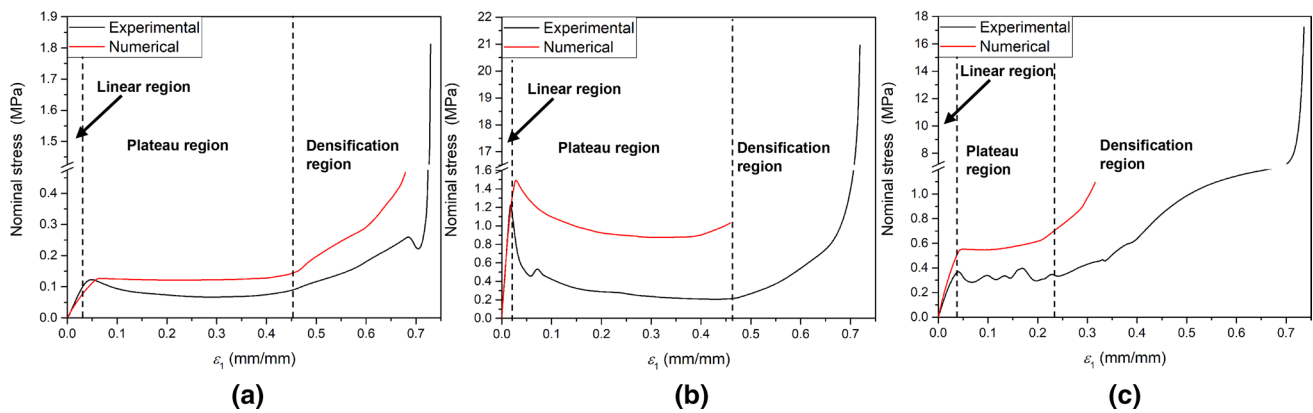 Experimental
Numerical
Linear region
Plateau region
Densification
region
Nominal stress (MPa)
1.9
1.8
1.7
1.6
1.5
0.4
0.3
0.2
0.1
0.0
0.0 0.1 0.2 0.3 0.4 0.5 0.6 0.7
ε1 (mm/mm)
(a)
Experimental
Numerical
Linear region
Plateau region
Densification
region
Nominal stress (MPa)
22
21
20
19
18
17
1.6
1.4
1.2
1.0
0.8
0.6
0.4
0.2
0.0
0.0 0.1 0.2 0.3 0.4 0.5 0.6 0.7
ε1 (mm/mm)
(b)
Experimental
Numerical
Linear region
Plateau
region
Densification
region
Nominal stress (MPa)
18
16
14
12
10
8
1.0
0.8
0.6
0.4
0.2
0.0
0.0 0.1 0.2 0.3 0.4 0.5 0.6 0.7
ε1 (mm/mm)
(c)